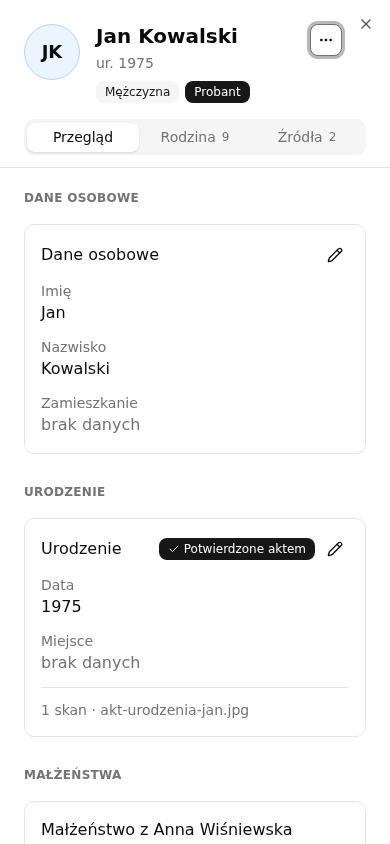 JK
Jan Kowalski
ur. 1975
Mężczyzna Probant
Przegląd Rodzina 9 Źródła 2
DANE OSOBOWE
Dane osobowe
Imię
Jan
Nazwisko
Kowalski
Zamieszkanie
brak danych
URODZENIE
Urodzenie Potwierdzone aktem
Data
1975
Miejsce
brak danych
1 skan · akt-urodzenia-jan.jpg
MAŁŻEŃSTWA
Małżeństwo z Anna Wiśniewska